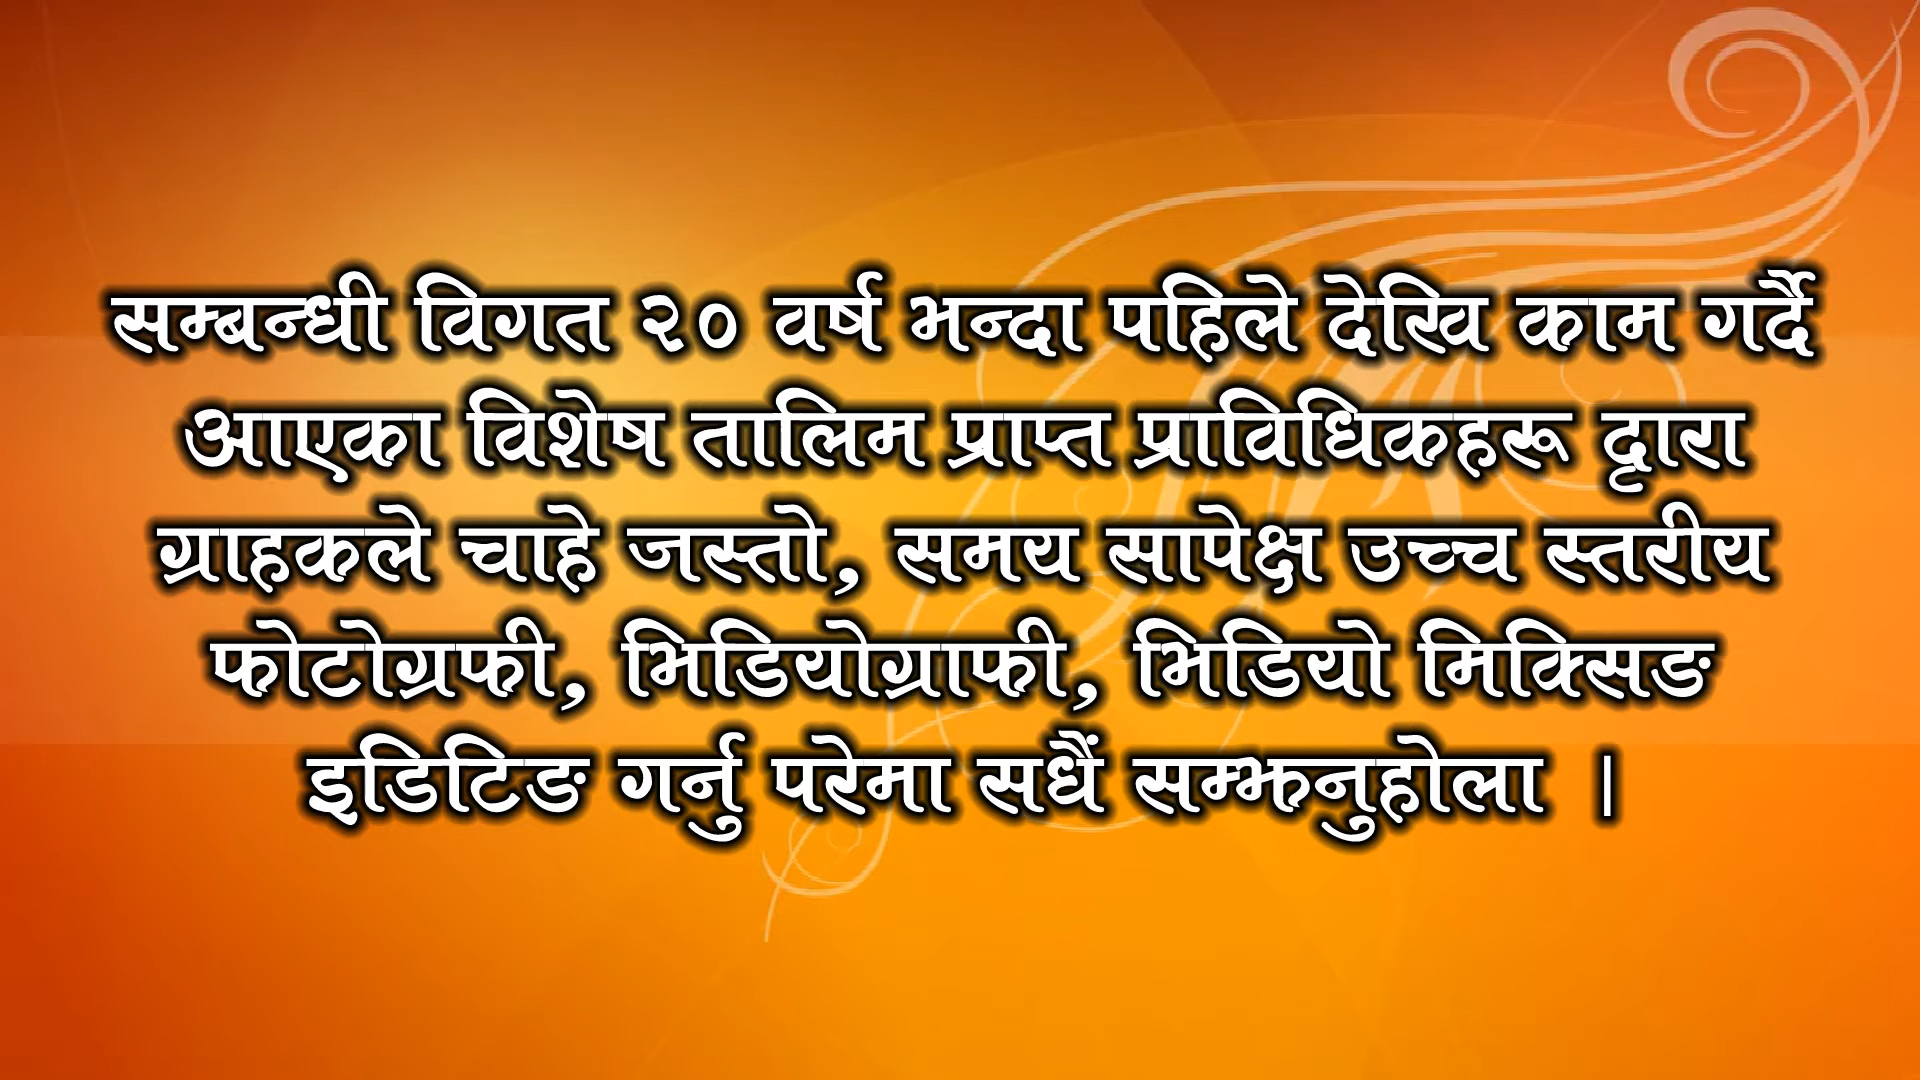 सम्बन्धी विगत २० वर्ष भन्दा पहिले देखि काम गर्दै
आएका विशेष तालिम प्राप्त प्राविधिकहरू द्वारा
ग्राहकले चाहे जस्तो, समय सापेक्ष उच्च स्तरीय
फोटोग्रफी, भिडियोग्राफी, भिडियो मिक्सिङ
इडिटिङ गर्नु परेमा सधैं सम्झनुहोला ।